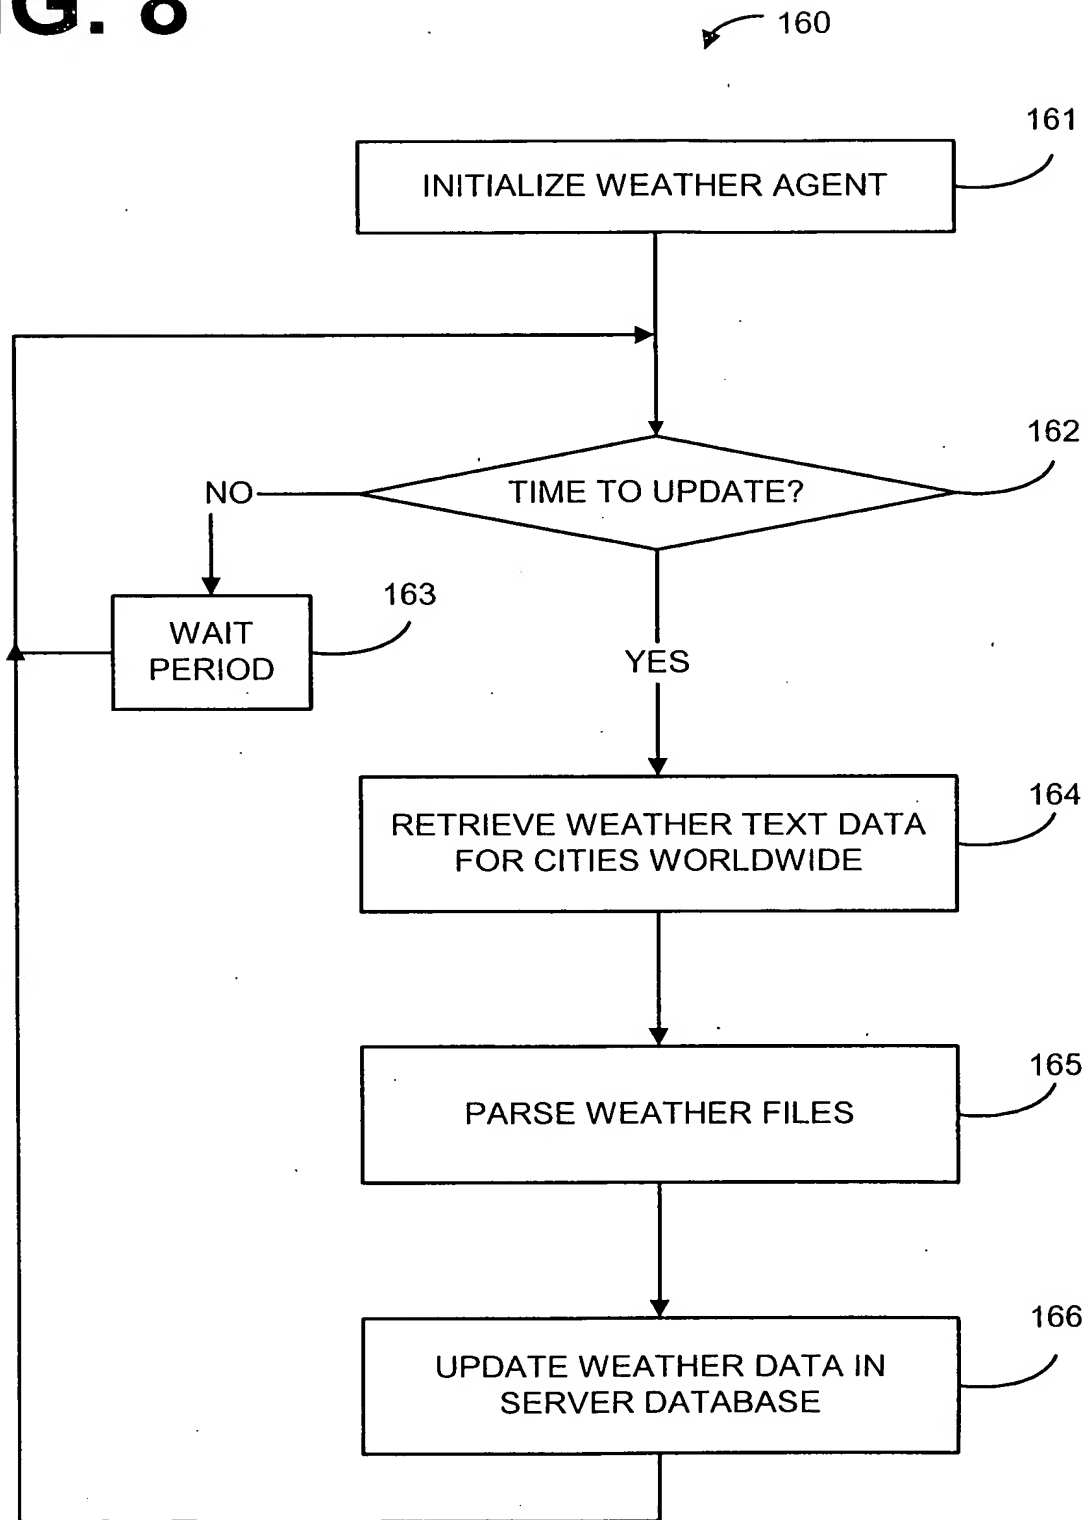 IG. 8
160
161
INITIALIZE WEATHER AGENT
162
TIME TO UPDATE?
NO
163
WAIT
PERIOD
YES
164
RETRIEVE WEATHER TEXT DATA
FOR CITIES WORLDWIDE
165
PARSE WEATHER FILES
166
UPDATE WEATHER DATA IN
SERVER DATABASE